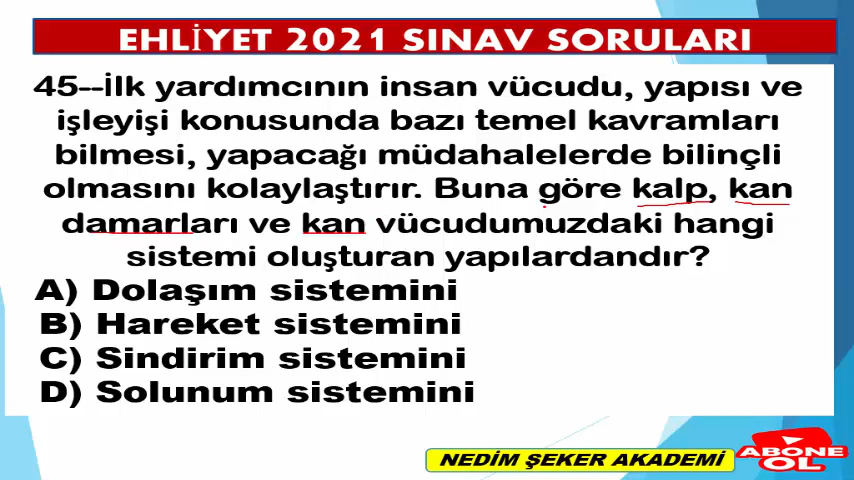 EHLİYET 2021 SINAV SORULARI
45--İlk yardımcının insan vücudu, yapısı ve
işleyişi konusunda bazı temel kavramları
bilmesi, yapacağı müdahalelerde bilinçli
olmasını kolaylaştırır. Buna göre kalp, kan
damarları ve kan vücudumuzdaki hangi
sistemi oluşturan yapılardandır?
A) Dolaşım sistemini
B) Hareket sistemini
C) Sindirim sistemini
D) Solunum sistemini
NEDİM ŞEKER AKADEMİ
ABONE
OL